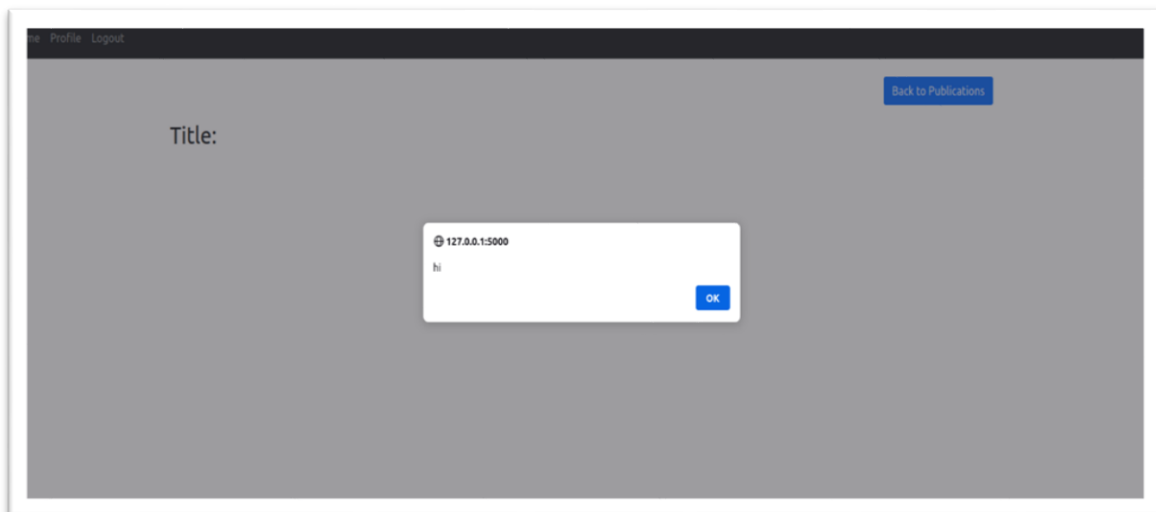 me Profile Logout
Back to Publications
Title:
127.0.0.1:5000
hi
OK